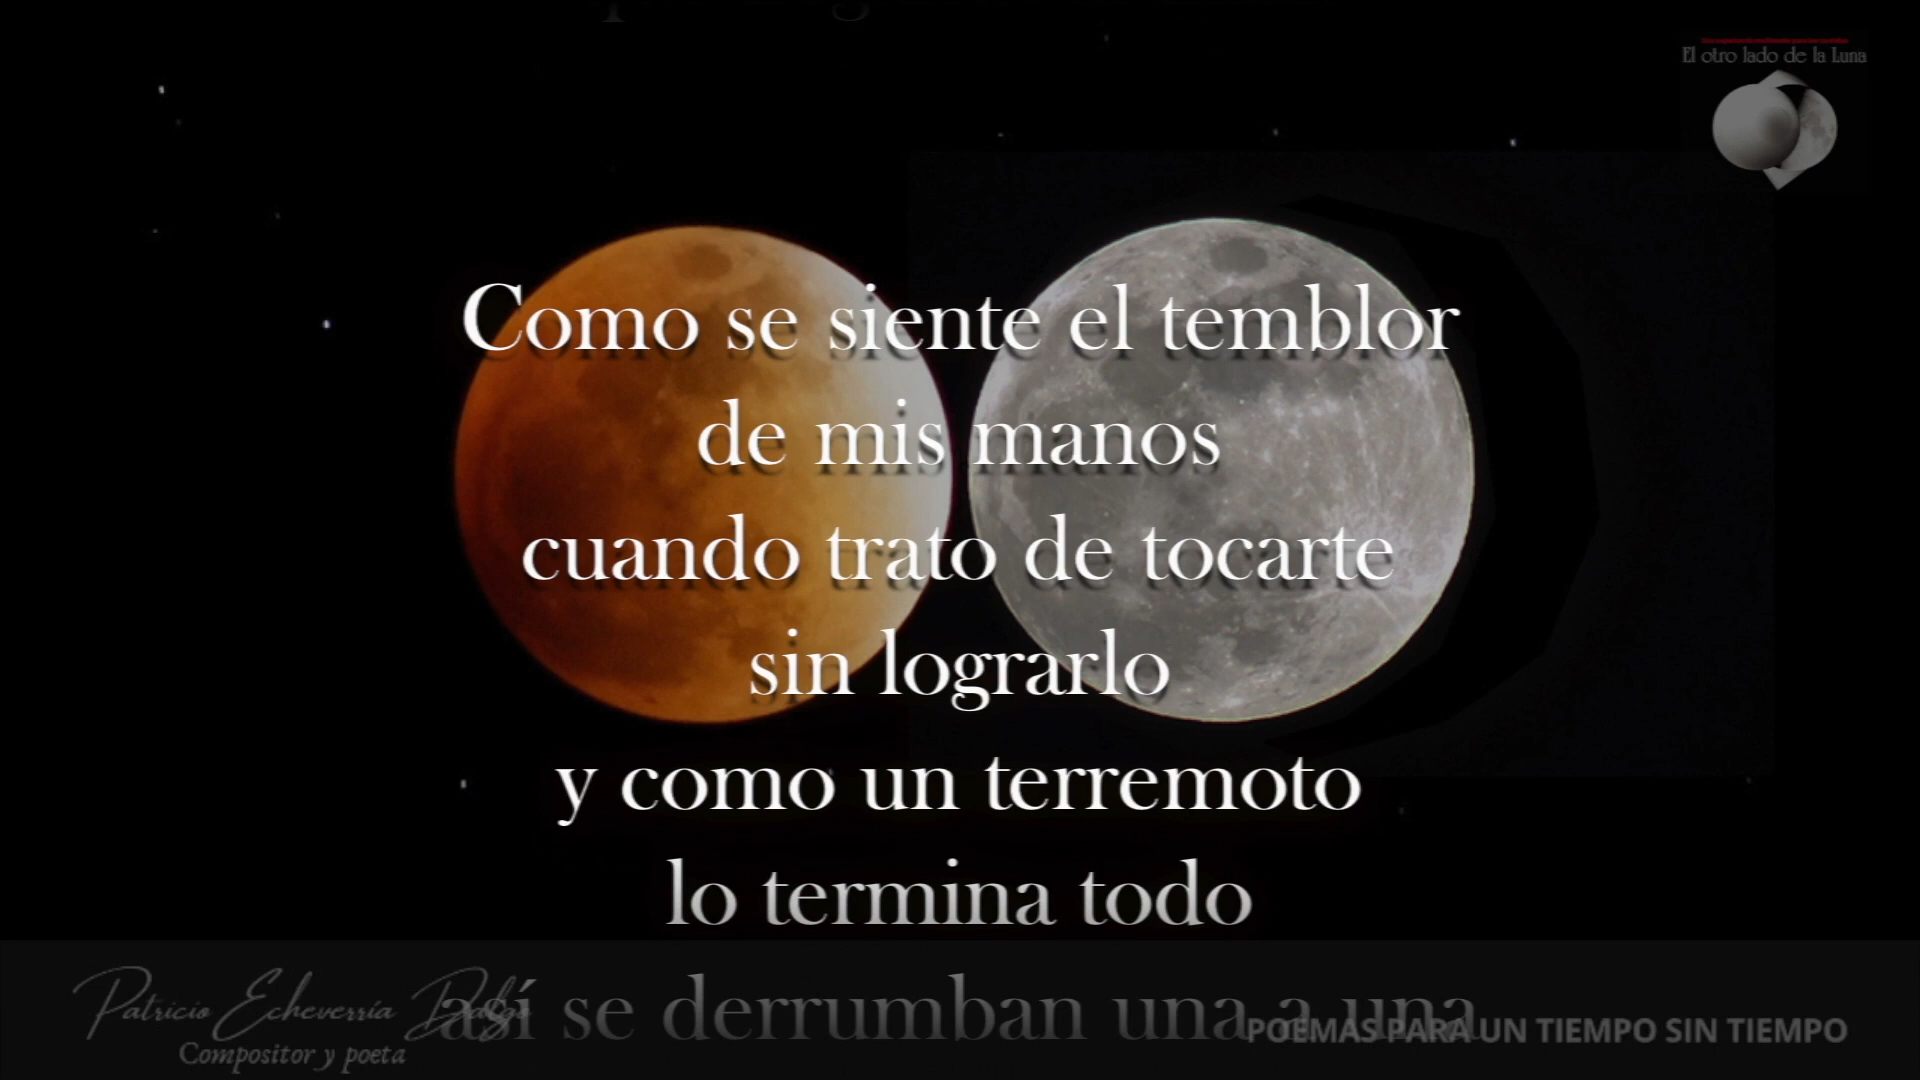 El otro lado de la Luna
Como se siente el temblor
de mis manos
cuando trato de tocarte
sin lograrlo
y como un terremoto
lo termina todo
así se derrumban una a una
Patricio Echeverría
Compositor y poeta
POEMAS PARA UN TIEMPO SIN TIEMPO